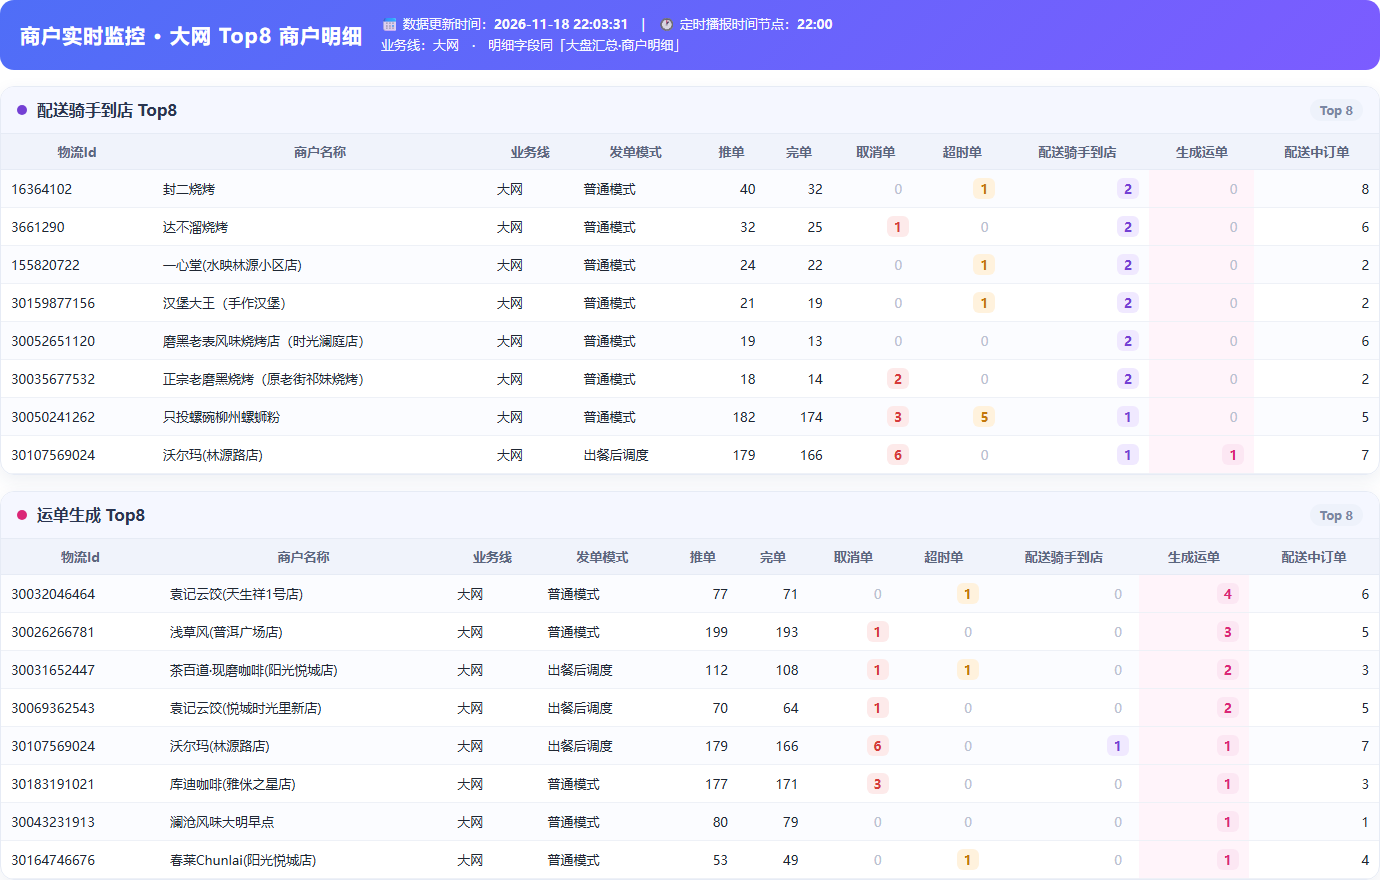 商户实时监控 • 大网 Top8 商户明细
数据更新时间：2026-11-18 22:03:31 | 定时播报时间节点：22:00
业务线：大网 · 明细字段同「大盘汇总·商户明细」
配送骑手到店 Top8 Top 8
物流Id 商户名称 业务线 发单模式 推单 完单 取消单 超时单 配送骑手到店 生成运单 配送中订单
16364102 封二烧烤 大网 普通模式 40 32 0 1 2 0 8
3661290 达不溜烧烤 大网 普通模式 32 25 1 0 2 0 6
155820722 一心堂(水映林源小区店) 大网 普通模式 24 22 0 1 2 0 2
30159877156 汉堡大王（手作汉堡） 大网 普通模式 21 19 0 1 2 0 2
30052651120 磨黑老表风味烧烤店（时光澜庭店） 大网 普通模式 19 13 0 0 2 0 6
30035677532 正宗老磨黑烧烤（原老街祁妹烧烤） 大网 普通模式 18 14 2 0 2 0 2
30050241262 只投螺碗柳州螺蛳粉 大网 普通模式 182 174 3 5 1 0 5
30107569024 沃尔玛(林源路店) 大网 出餐后调度 179 166 6 0 1 1 7
运单生成 Top8 Top 8
物流Id 商户名称 业务线 发单模式 推单 完单 取消单 超时单 配送骑手到店 生成运单 配送中订单
30032046464 袁记云饺(天生祥1号店) 大网 普通模式 77 71 0 1 0 4 6
30026266781 浅草风(普洱广场店) 大网 普通模式 199 193 1 0 0 3 5
30031652447 茶百道·现磨咖啡(阳光悦城店) 大网 出餐后调度 112 108 1 1 0 2 3
30069362543 袁记云饺(悦城时光里新店) 大网 出餐后调度 70 64 1 0 0 2 5
30107569024 沃尔玛(林源路店) 大网 出餐后调度 179 166 6 0 1 1 7
30183191021 库迪咖啡(雅侎之星店) 大网 普通模式 177 171 3 0 0 1 3
30043231913 澜沧风味大明早点 大网 普通模式 80 79 0 0 0 1 1
30164746676 春莱Chunlai(阳光悦城店) 大网 普通模式 53 49 0 1 0 1 4